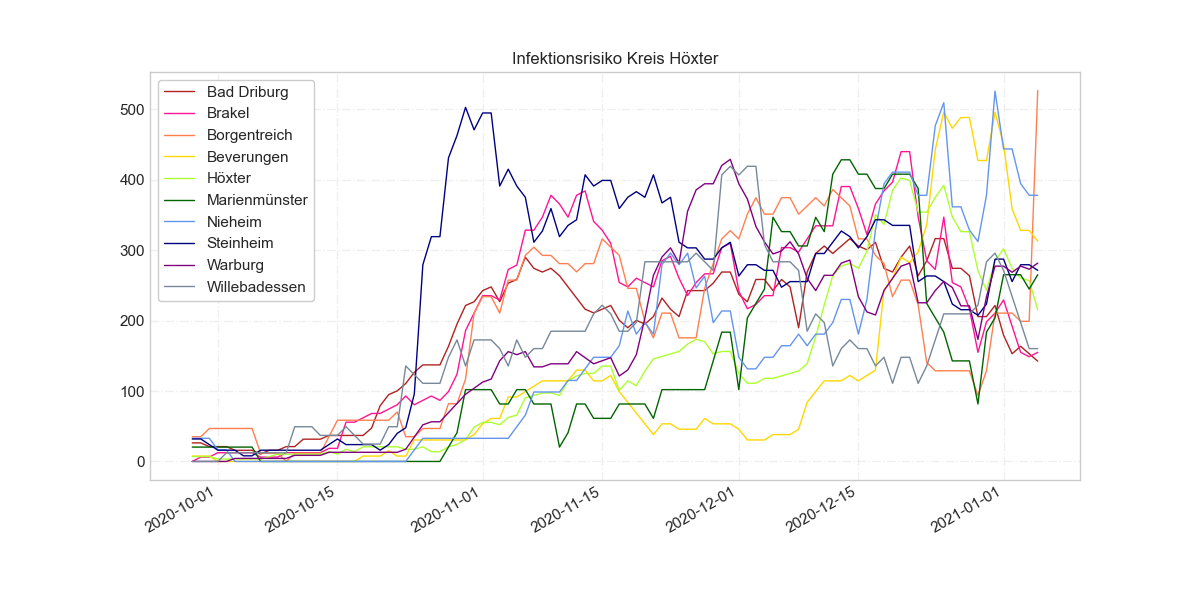 Infektionsrisiko Kreis Höxter
Bad Driburg
Brakel
Borgentreich
Beverungen
Höxter
Marienmünster
Nieheim
Steinheim
Warburg
Willebadessen
500
400
300
200
100
0
2020-10-01
2020-10-15
2020-11-01
2020-11-15
2020-12-01
2020-12-15
2021-01-01